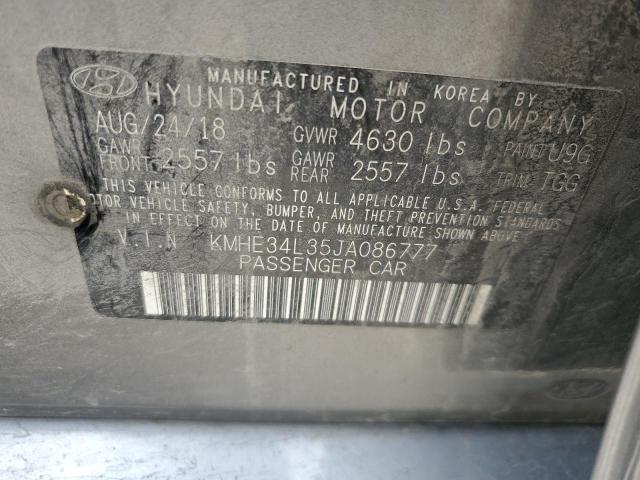 MANUFACTURED IN KOREA BY
HYUNDAI MOTOR COMPANY
AUG/24/18 GVWR 4630 lbs PAINT U9G
GAWR FRONT 2557 lbs GAWR REAR 2557 lbs TRIM TGG
THIS VEHICLE CONFORMS TO ALL APPLICABLE U.S.A. FEDERAL
MOTOR VEHICLE SAFETY, BUMPER, AND THEFT PREVENTION STANDARDS
IN EFFECT ON THE DATE OF MANUFACTURE SHOWN ABOVE.
V.I.N KMHE34L35JA086777
PASSENGER CAR